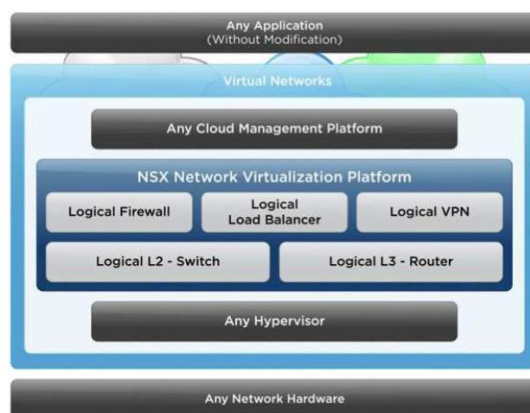 Any Application
(Without Modification)
Virtual Networks
Any Cloud Management Platform
NSX Network Virtualization Platform
Logical Firewall
Logical
Load Balancer
Logical VPN
Logical L2 - Switch
Logical L3 - Router
Any Hypervisor
Any Network Hardware